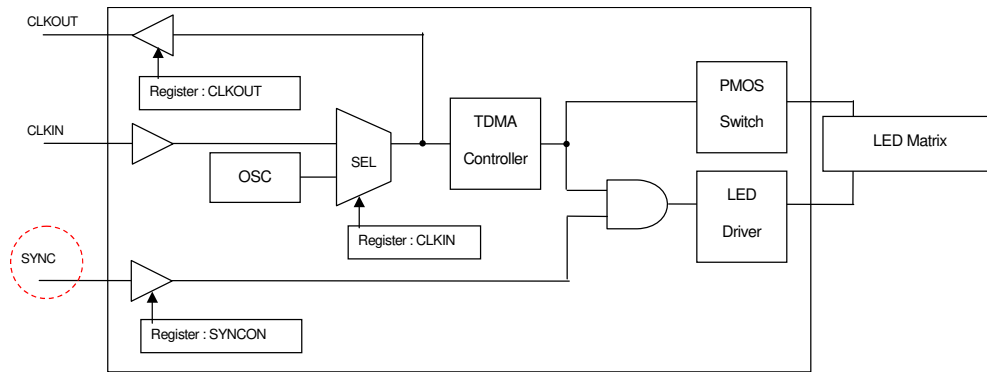 CLKOUT
Register : CLKOUT
CLKIN
OSC
SEL
Register : CLKIN
TDMA
Controller
PMOS
Switch
LED Matrix
LED
Driver
SYNC
Register : SYNCON